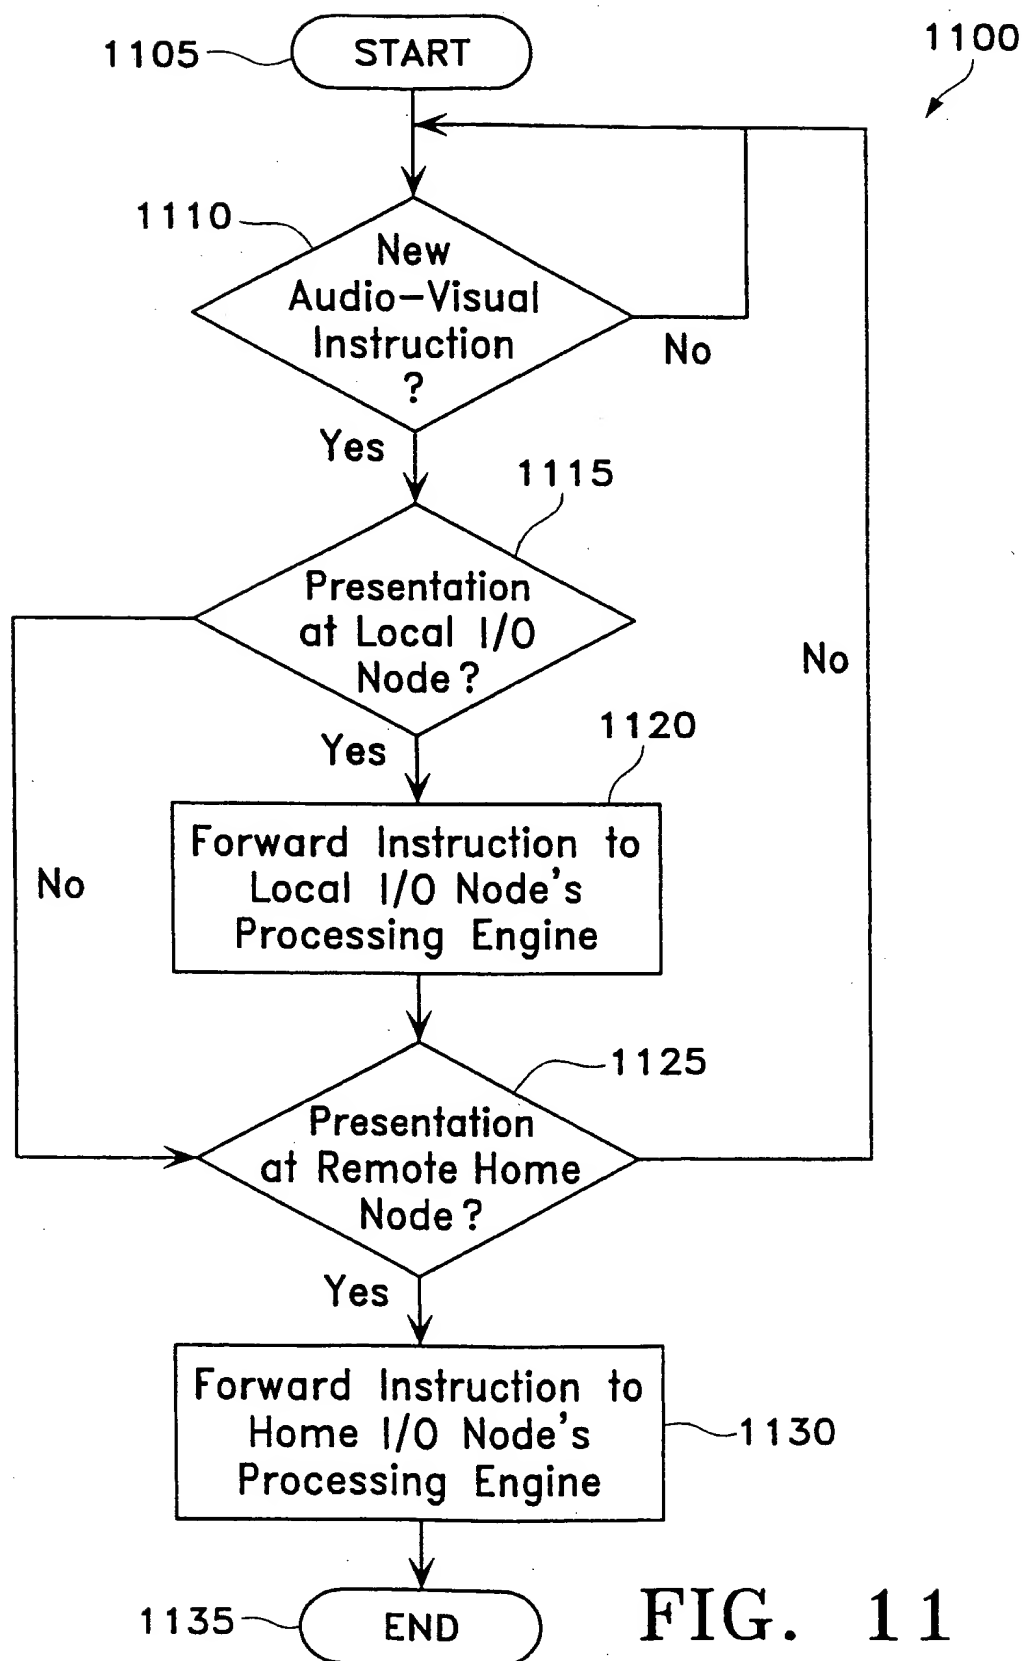 1105
START
1100
1110
New
Audio-Visual
Instruction
?
No
Yes
1115
Presentation
at Local I/O
Node?
No
Yes
1120
Forward Instruction to
Local I/O Node's
Processing Engine
No
1125
Presentation
at Remote Home
Node?
Yes
Forward Instruction to
Home I/O Node's
Processing Engine
1130
1135
END
FIG. 11